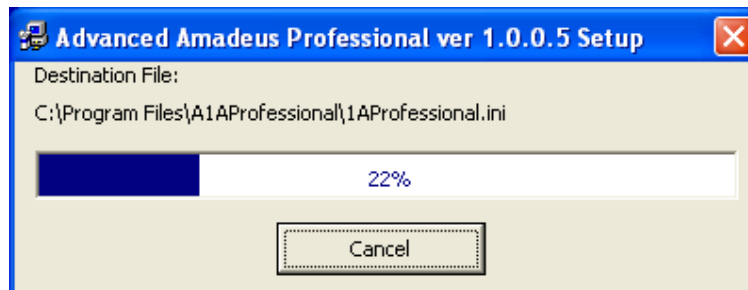 Advanced Amadeus Professional ver 1.0.0.5 Setup
Destination File:
C:\Program Files\A1AProfessional\1AProfessional.ini
22%
Cancel